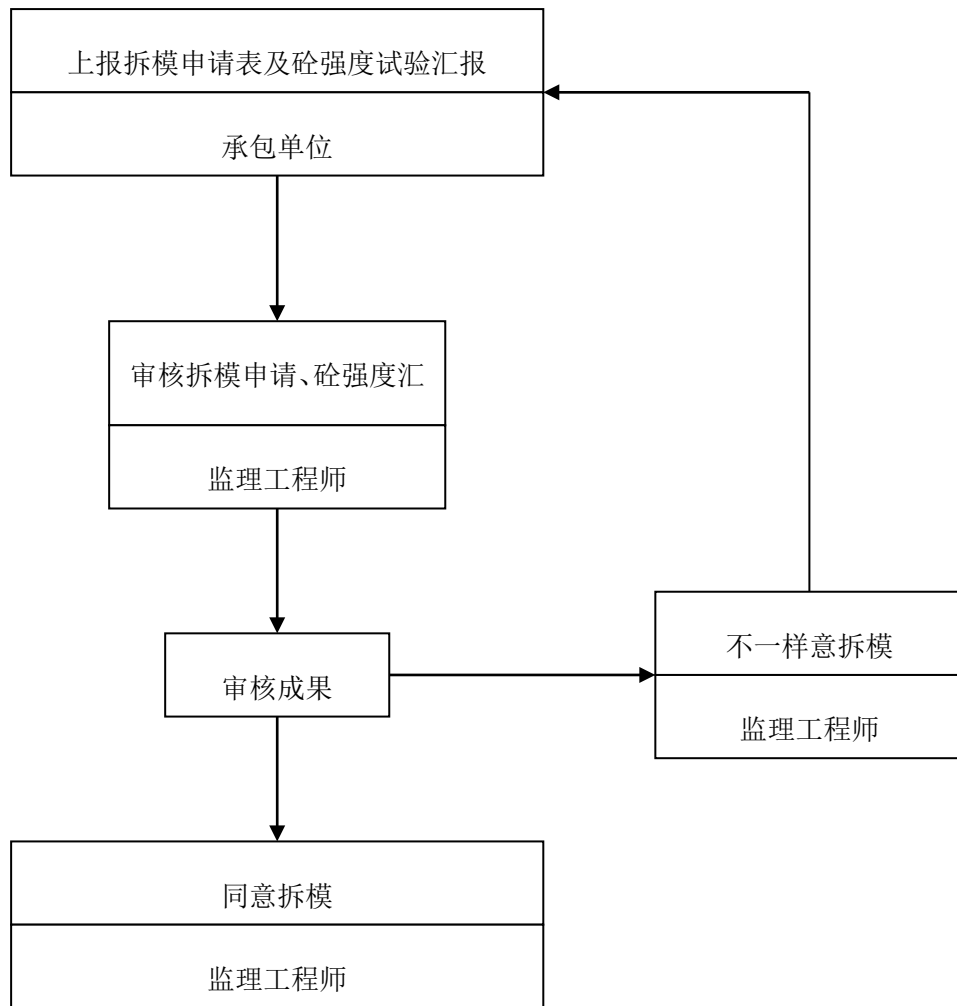 上报拆模申请表及砼强度试验汇报
承包单位
审核拆模申请、砼强度汇
监理工程师
审核成果
不一样意拆模
监理工程师
同意拆模
监理工程师